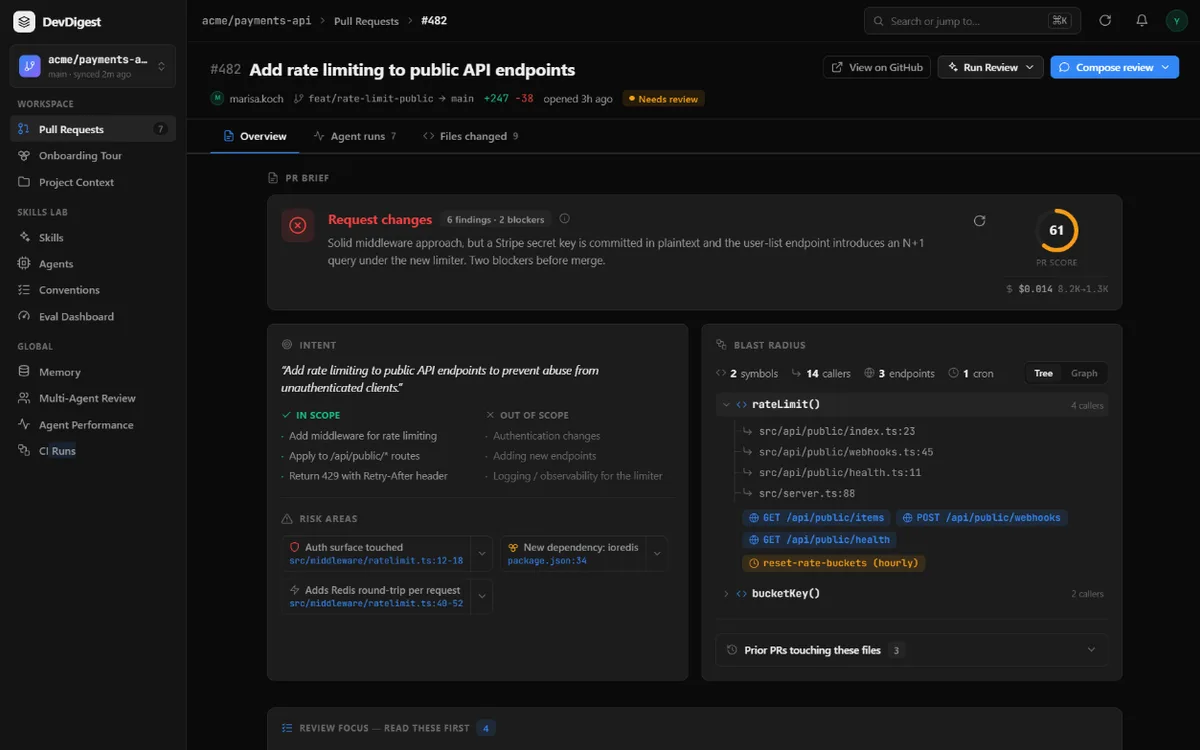 DevDigest
acme/payments-a…
main · synced 2m ago
WORKSPACE
Pull Requests 7
Onboarding Tour
Project Context
SKILLS LAB
Skills
Agents
Conventions
Eval Dashboard
GLOBAL
Memory
Multi-Agent Review
Agent Performance
CI Runs
acme/payments-api › Pull Requests › #482
Search or jump to… ⌘K
Y
#482 Add rate limiting to public API endpoints
View on GitHub
Run Review
Compose review
M marisa.koch feat/rate-limit-public → main +247 -38 opened 3h ago Needs review
Overview
Agent runs 7
Files changed 9
PR BRIEF
Request changes 6 findings · 2 blockers
Solid middleware approach, but a Stripe secret key is committed in plaintext and the user-list endpoint introduces an N+1
query under the new limiter. Two blockers before merge.
61
PR SCORE
$ $0.014 8.2K→1.3K
INTENT
“Add rate limiting to public API endpoints to prevent abuse from
unauthenticated clients.”
IN SCOPE
· Add middleware for rate limiting
· Apply to /api/public/* routes
· Return 429 with Retry-After header
OUT OF SCOPE
· Authentication changes
· Adding new endpoints
· Logging / observability for the limiter
RISK AREAS
Auth surface touched
src/middleware/ratelimit.ts:12-18
New dependency: ioredis
package.json:34
Adds Redis round-trip per request
src/middleware/ratelimit.ts:40-52
BLAST RADIUS
2 symbols 14 callers 3 endpoints 1 cron
Tree Graph
rateLimit() 4 callers
src/api/public/index.ts:23
src/api/public/webhooks.ts:45
src/api/public/health.ts:11
src/server.ts:88
GET /api/public/items
POST /api/public/webhooks
GET /api/public/health
reset-rate-buckets (hourly)
bucketKey() 2 callers
Prior PRs touching these files 3
REVIEW FOCUS — READ THESE FIRST 4